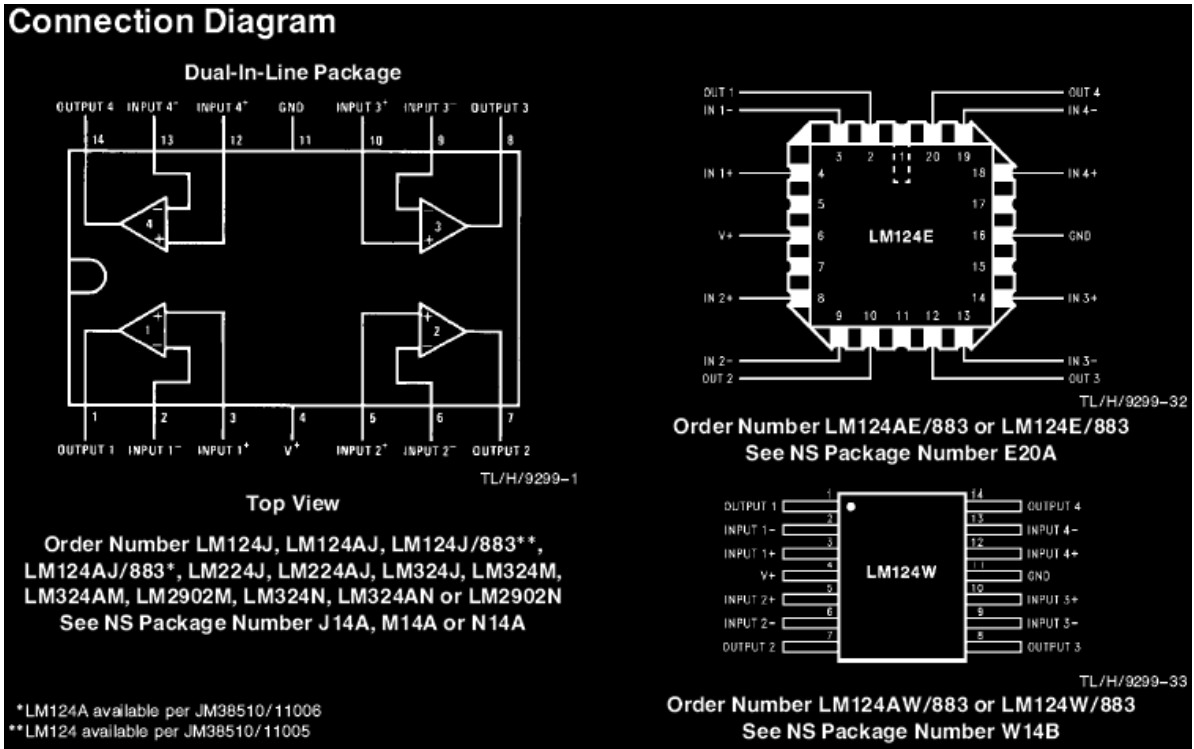 Connection Diagram
Dual-In-Line Package
OUTPUT 4 INPUT 4⁻ INPUT 4⁺ GND INPUT 3⁺ INPUT 3⁻ OUTPUT 3
14 13 12 11 10 9 8
4 − +
− + 3
1 + −
+ − 2
1 2 3 4 5 6 7
OUTPUT 1 INPUT 1⁻ INPUT 1⁺ V⁺ INPUT 2⁺ INPUT 2⁻ OUTPUT 2
TL/H/9299–1
Top View
Order Number LM124J, LM124AJ, LM124J/883**,
LM124AJ/883*, LM224J, LM224AJ, LM324J, LM324M,
LM324AM, LM2902M, LM324N, LM324AN or LM2902N
See NS Package Number J14A, M14A or N14A
*LM124A available per JM38510/11006
**LM124 available per JM38510/11005
OUT 1 OUT 4
IN 1− IN 4−
3 2 1 20 19
IN 1+ 4 18 IN 4+
5 17
V+ 6 LM124E 16 GND
7 15
IN 2+ 8 14 IN 3+
9 10 11 12 13
IN 2− IN 3−
OUT 2 OUT 3
TL/H/9299–32
Order Number LM124AE/883 or LM124E/883
See NS Package Number E20A
OUTPUT 1 1 14 OUTPUT 4
INPUT 1− 2 13 INPUT 4−
INPUT 1+ 3 12 INPUT 4+
V+ 4 LM124W 11 GND
INPUT 2+ 5 10 INPUT 3+
INPUT 2− 6 9 INPUT 3−
OUTPUT 2 7 8 OUTPUT 3
TL/H/9299–33
Order Number LM124AW/883 or LM124W/883
See NS Package Number W14B